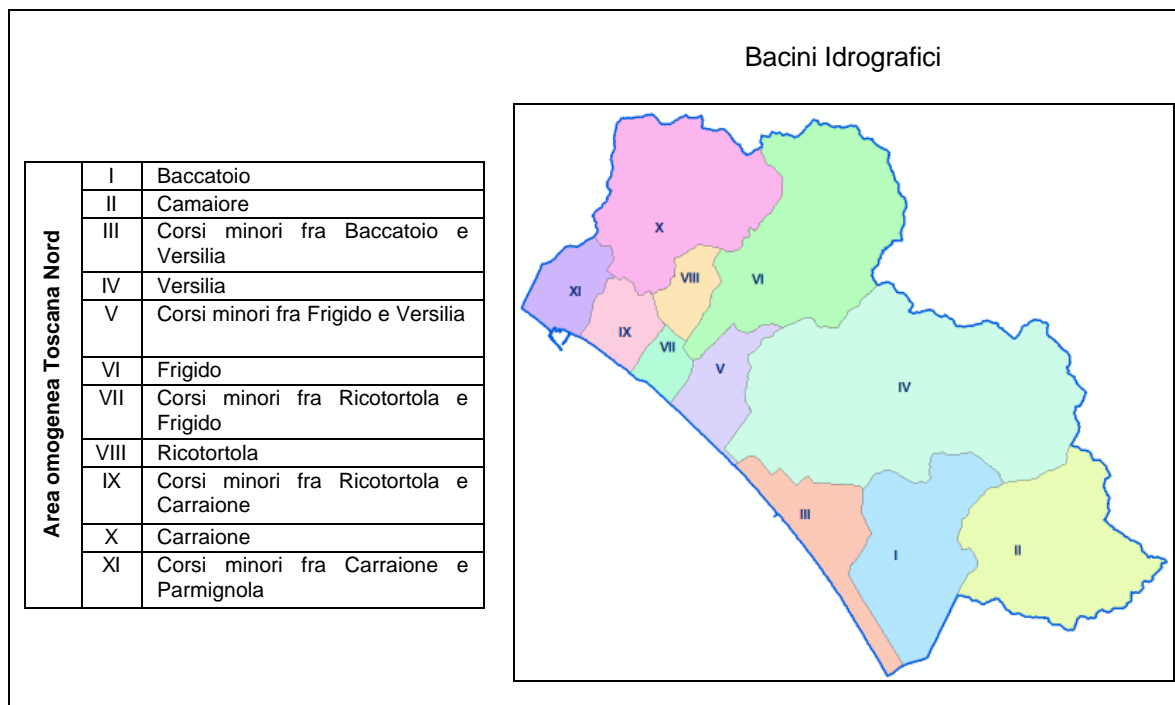 Bacini Idrografici
Area omogenea Toscana Nord
I Baccatoio
II Camaiore
III Corsi minori fra Baccatoio e
Versilia
IV Versilia
V Corsi minori fra Frigido e Versilia
VI Frigido
VII Corsi minori fra Ricotortola e
Frigido
VIII Ricotortola
IX Corsi minori fra Ricotortola e
Carraione
X Carraione
XI Corsi minori fra Carraione e
Parmignola
X
XI
VIII
VI
IX
VII
V
IV
III
I
II